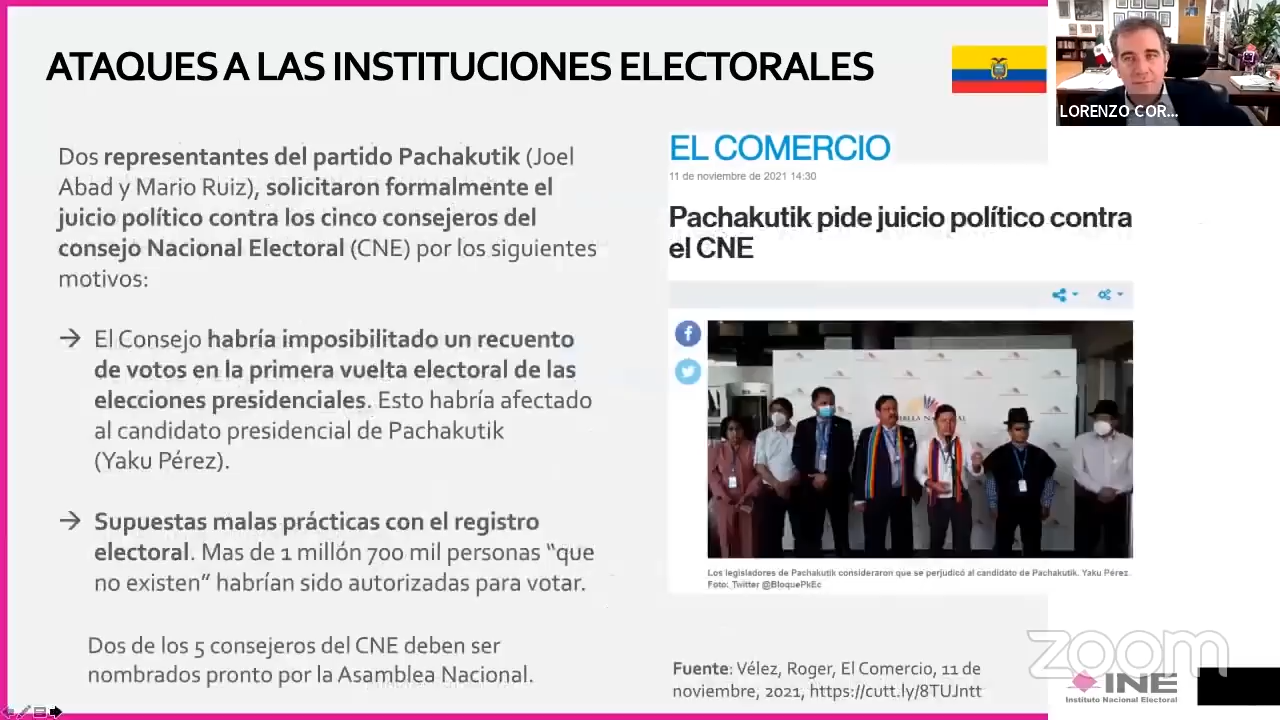 ATAQUES A LAS INSTITUCIONES ELECTORALES
LORENZO COR...
Dos representantes del partido Pachakutik (Joel
Abad y Mario Ruiz), solicitaron formalmente el
juicio político contra los cinco consejeros del
consejo Nacional Electoral (CNE) por los siguientes
motivos:
→ El Consejo habría imposibilitado un recuento
de votos en la primera vuelta electoral de las
elecciones presidenciales. Esto habría afectado
al candidato presidencial de Pachakutik
(Yaku Pérez).
→ Supuestas malas prácticas con el registro
electoral. Mas de 1 millón 700 mil personas “que
no existen” habrían sido autorizadas para votar.
Dos de los 5 consejeros del CNE deben ser
nombrados pronto por la Asamblea Nacional.
EL COMERCIO
11 de noviembre de 2021 14:30
Pachakutik pide juicio político contra
el CNE
Los legisladores de Pachakutik consideraron que se perjudicó al candidato de Pachakutik. Yaku Pérez.
Foto: Twitter @BloquePkEc
Fuente: Vélez, Roger, El Comercio, 11 de
noviembre, 2021, https://cutt.ly/8TUJntt
zoom
INE
Instituto Nacional Electoral